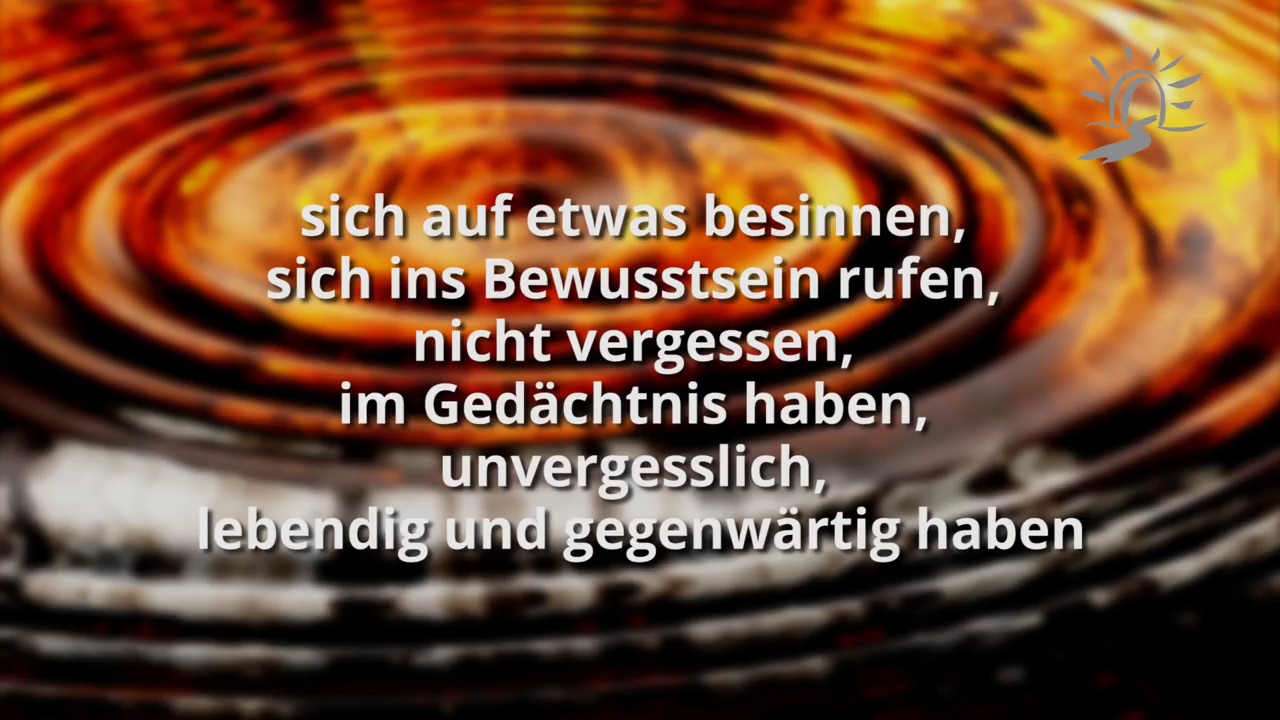 sich auf etwas besinnen,
sich ins Bewusstsein rufen,
nicht vergessen,
im Gedächtnis haben,
unvergesslich,
lebendig und gegenwärtig haben